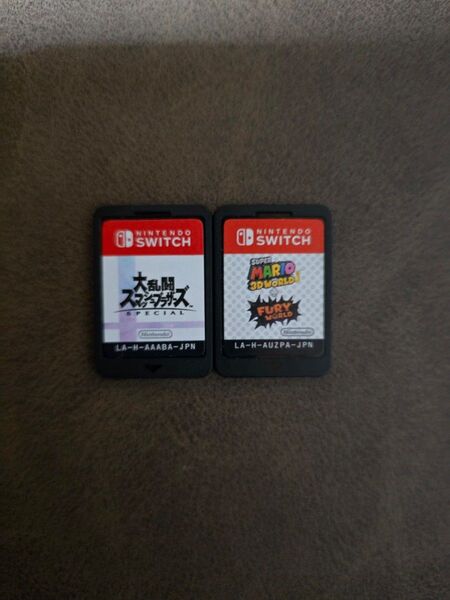 NINTENDO
SWITCH
大乱闘
スマッシュブラザーズ
SPECIAL
Nintendo
LA-H-AAABA-JPN
NINTENDO
SWITCH
SUPER
MARIO
3D WORLD
+
FURY
WORLD
Nintendo
LA-H-AUZPA-JPN